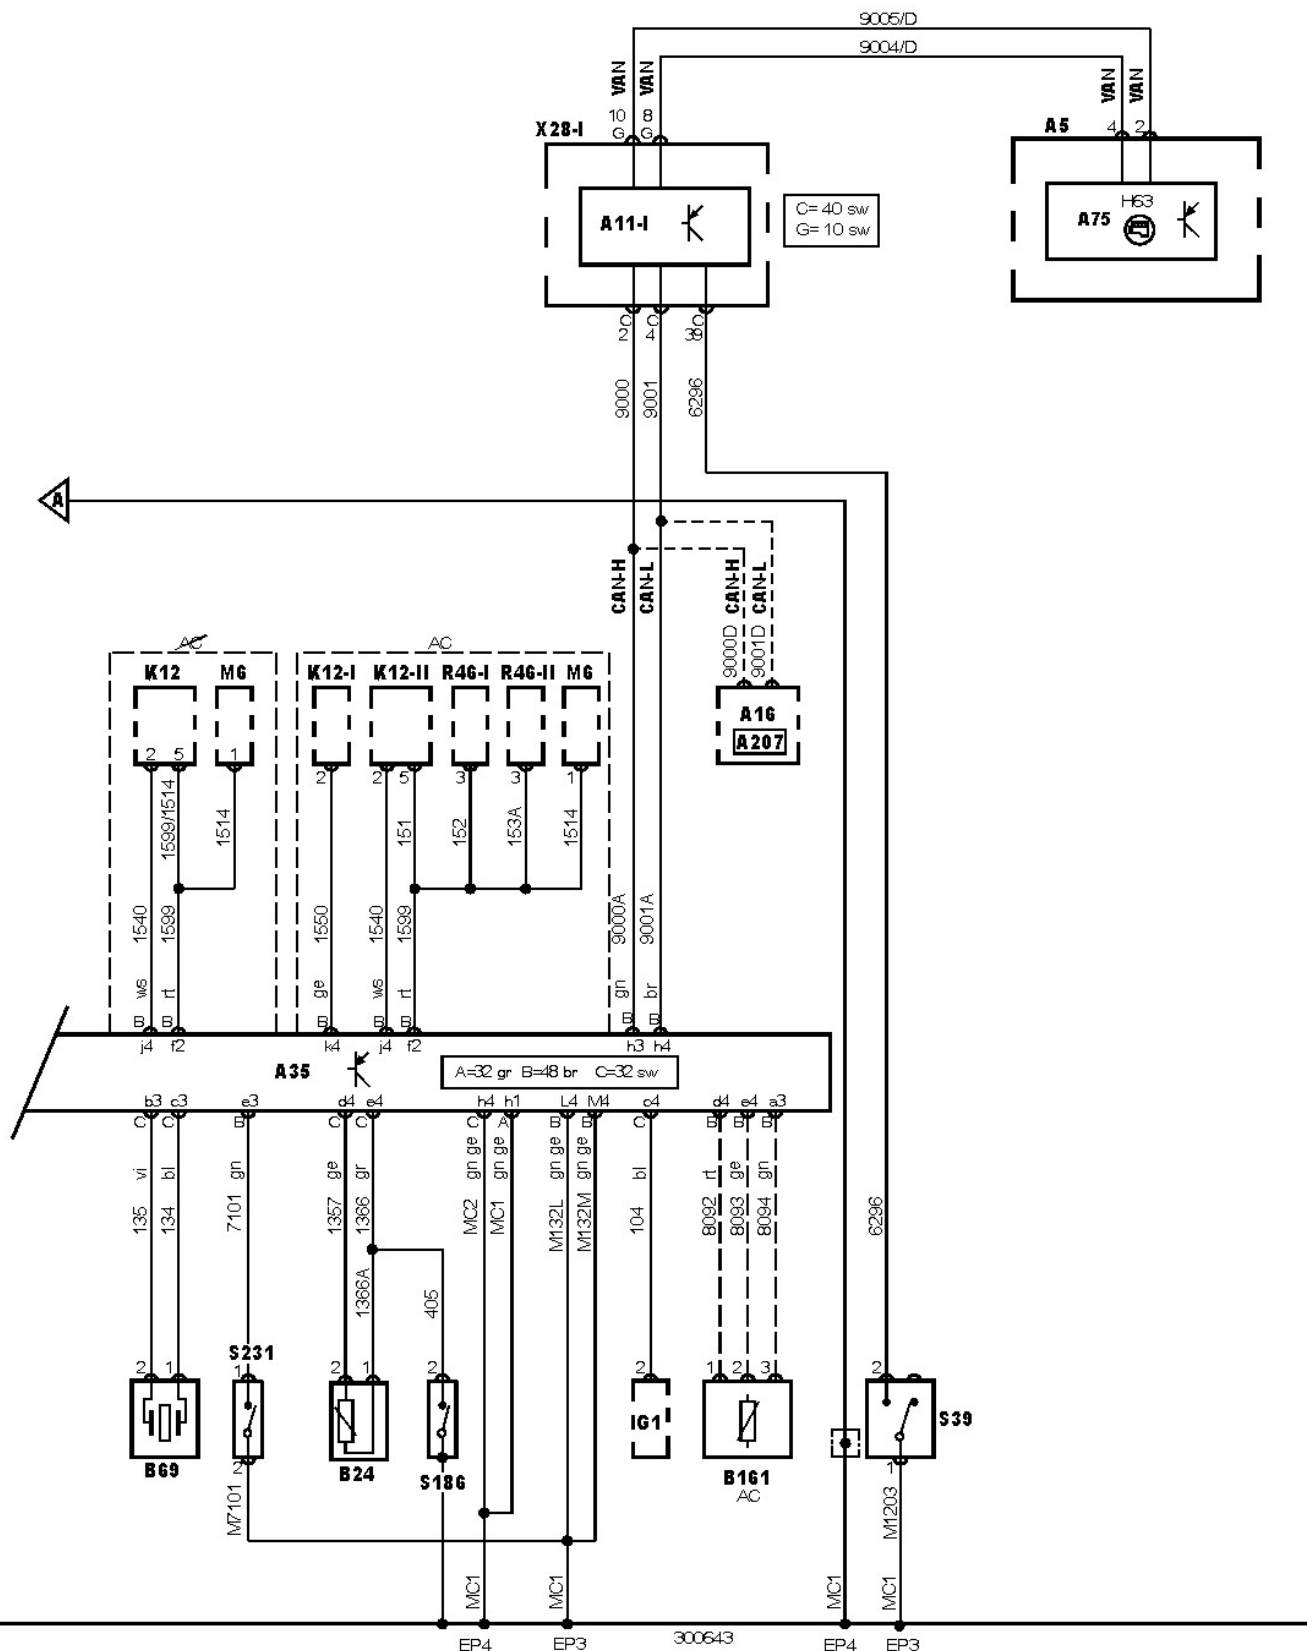 9005/D
9004/D
VAN VAN VAN VAN
10 8
G G
X28-I
A5
4 2
A11-I
C= 40 sw
G= 10 sw
H63
A75
C C C
2 4 39
9000 9001 6296
A
CAN-H CAN-L CAN-H CAN-L
9000D 9001D
AC AC
K12 M6 K12-I K12-II R46-I R46-II M6
A16
A207
2 5 1
2 2 5 3 3 1
1599/1514 1514 151 152 153A 1514
1540 1599 1550 1540 1599 9000A 9001A
ws rt ge ws rt gn br
B B B B B B B
j4 f2 k4 j4 f2 h3 h4
A35
A=32 gr B=48 br C=32 sw
b3 c3 e3 d4 e4 h4 h1 L4 M4 c4 d4 e4 a3
C C B C C C A B B C B B B
vi bl gn ge gr gn ge gn ge gn ge gn ge bl rt ge gn
135 134 7101 1357 1366 MC2 MC1 M132L M132M 104 8092 8093 8094 6296
1366A 405
S231
2 1 1 2 1 2 2 1 2 3 2
IG1
S39
B69 2 B24 S186 B161 1
AC
M7101 M1203
MC1 MC1 MC1 MC1
EP4 EP3 300643 EP4 EP3